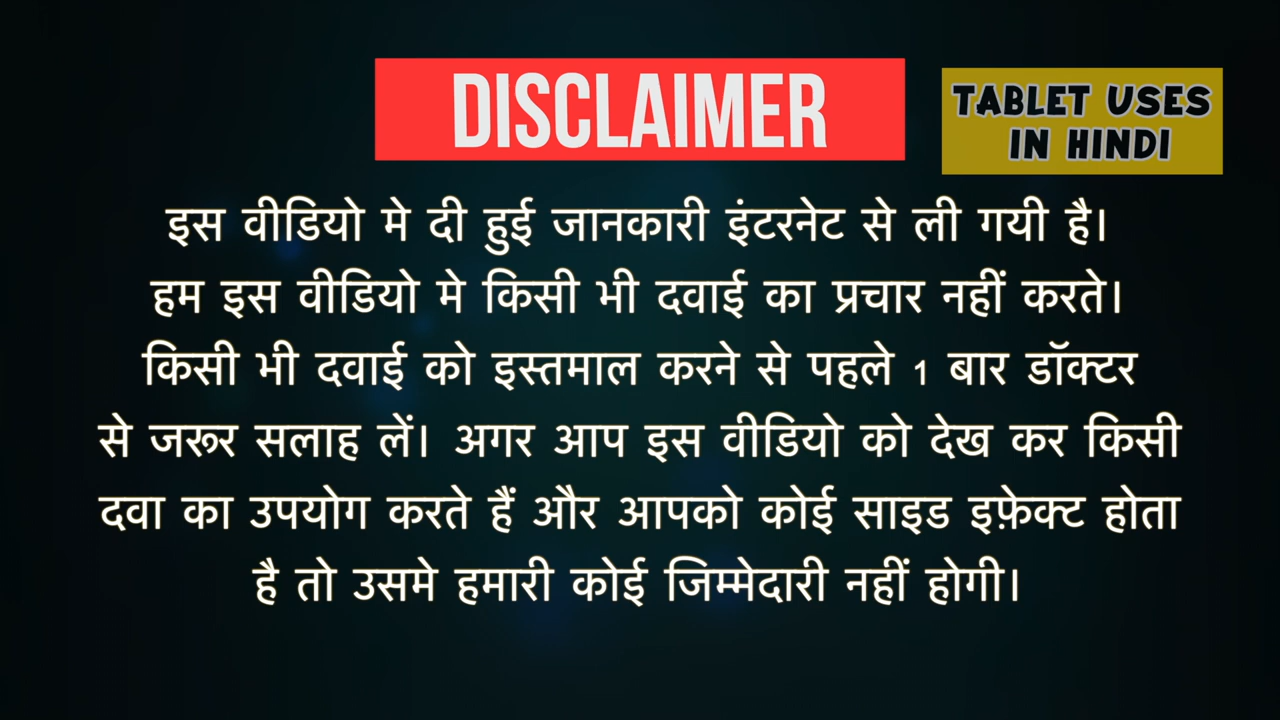 DISCLAIMER
TABLET USES
IN HINDI
इस वीडियो मे दी हुई जानकारी इंटरनेट से ली गयी है।
हम इस वीडियो मे किसी भी दवाई का प्रचार नहीं करते।
किसी भी दवाई को इस्तमाल करने से पहले 1 बार डॉक्टर
से जरूर सलाह लें। अगर आप इस वीडियो को देख कर किसी
दवा का उपयोग करते हैं और आपको कोई साइड इफ़ेक्ट होता
है तो उसमे हमारी कोई जिम्मेदारी नहीं होगी।